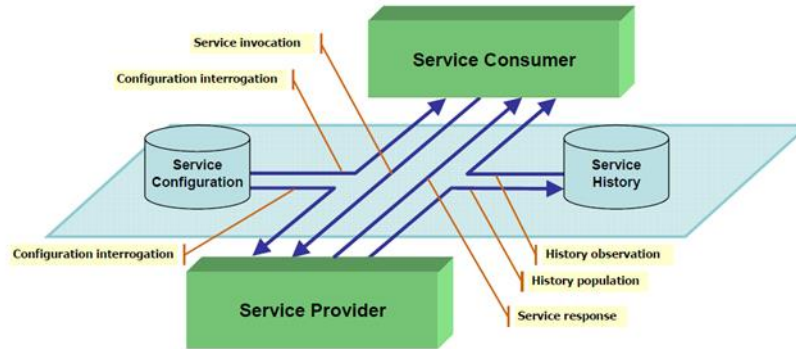 Service invocation
Service Consumer
Configuration interrogation
Service
Configuration
Service
History
Configuration interrogation
History observation
History population
Service Provider
Service response